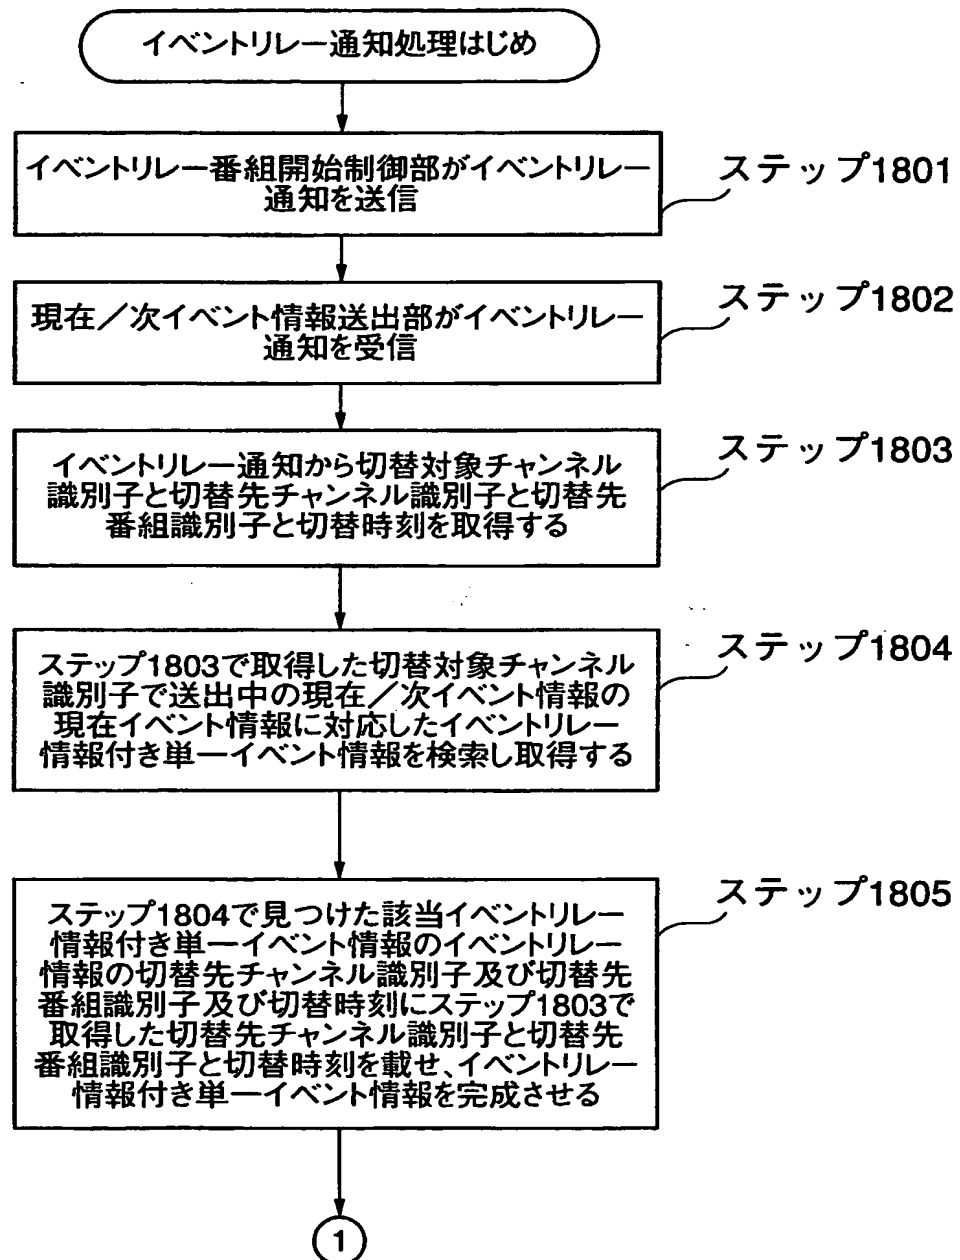 イベントリレー通知処理はじめ
イベントリレー番組開始制御部がイベントリレー
通知を送信
ステップ1801
現在／次イベント情報送出部がイベントリレー
通知を受信
ステップ1802
イベントリレー通知から切替対象チャンネル
識別子と切替先チャンネル識別子と切替先
番組識別子と切替時刻を取得する
ステップ1803
ステップ1803で取得した切替対象チャンネル
識別子で送出中の現在／次イベント情報の
現在イベント情報に対応したイベントリレー
情報付き単一イベント情報を検索し取得する
ステップ1804
ステップ1804で見つけた該当イベントリレー
情報付き単一イベント情報のイベントリレー
情報の切替先チャンネル識別子及び切替先
番組識別子及び切替時刻にステップ1803で
取得した切替先チャンネル識別子と切替先
番組識別子と切替時刻を載せ、イベントリレー
情報付き単一イベント情報を完成させる
ステップ1805
1